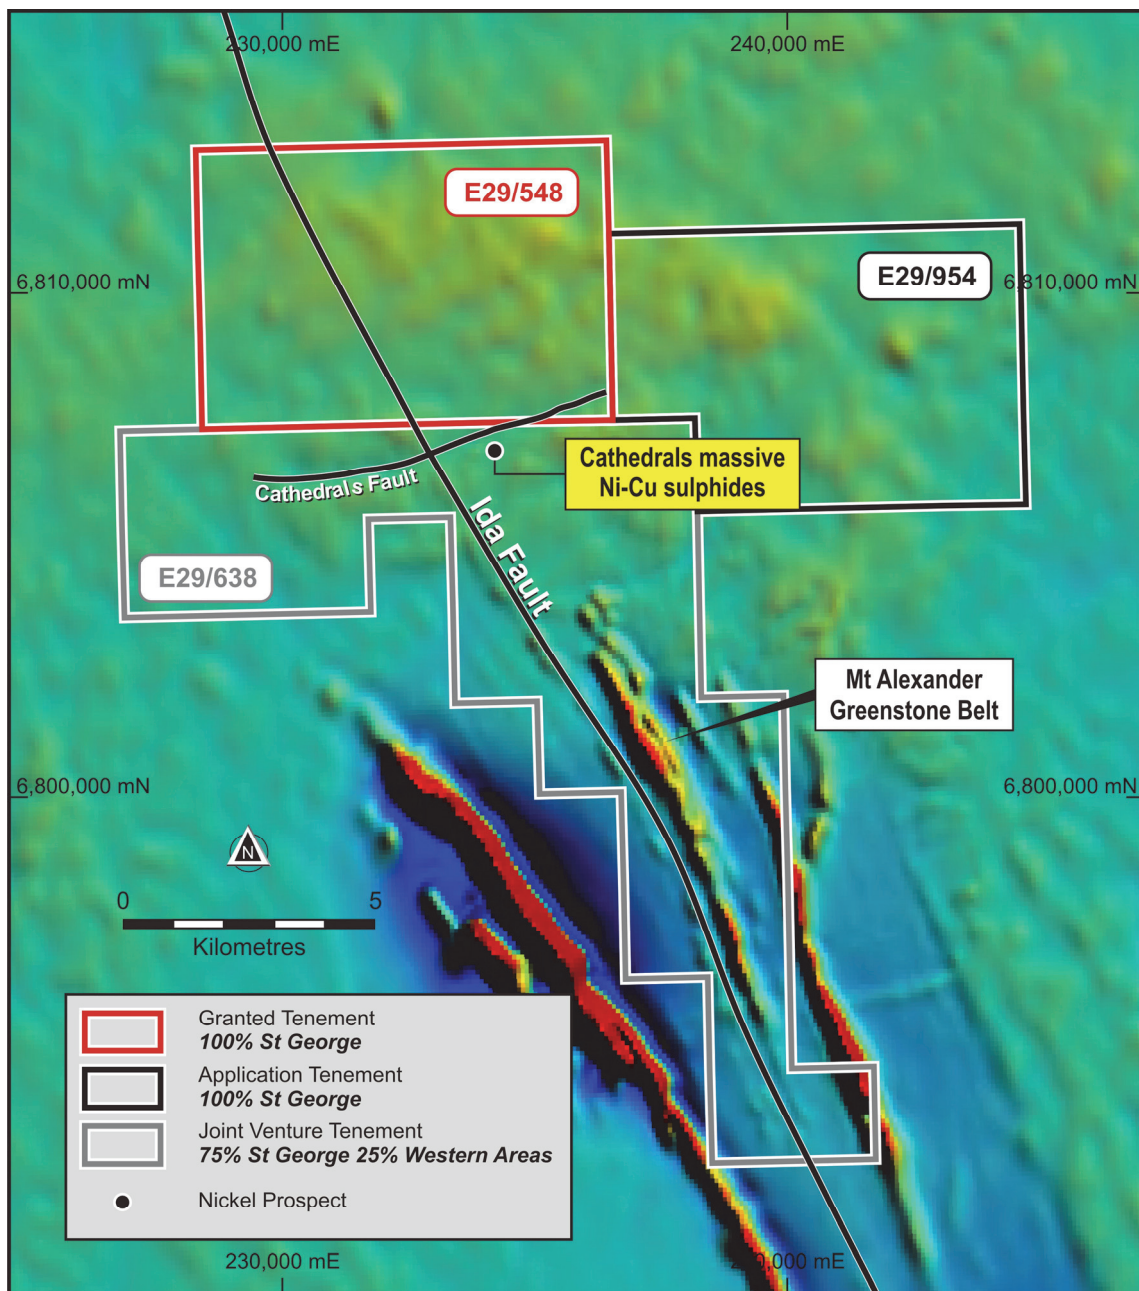 230,000 mE
240,000 mE
E29/548
6,810,000 mN
E29/954
6,810,000 mN
Cathedrals massive
Ni-Cu sulphides
Cathedrals Fault
Ida Fault
E29/638
Mt Alexander
Greenstone Belt
6,800,000 mN
6,800,000 mN
N
0
5
Kilometres
Granted Tenement
100% St George
Application Tenement
100% St George
Joint Venture Tenement
75% St George 25% Western Areas
Nickel Prospect
230,000 mE
240,000 mE